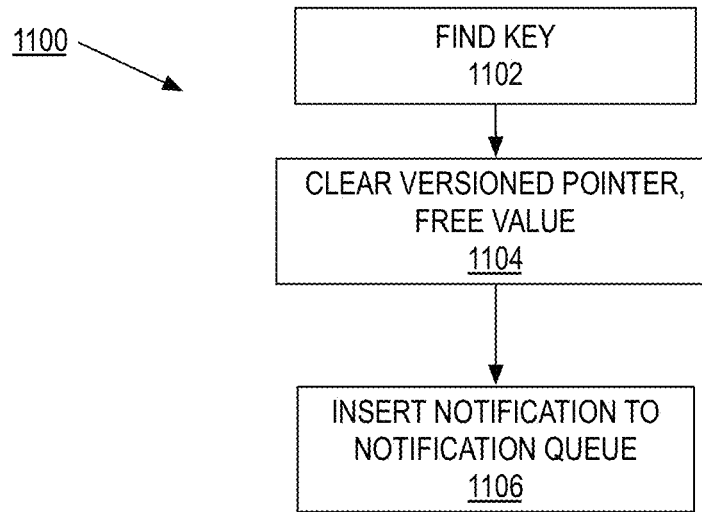 1100
FIND KEY
1102
CLEAR VERSIONED POINTER,
FREE VALUE
1104
INSERT NOTIFICATION TO
NOTIFICATION QUEUE
1106